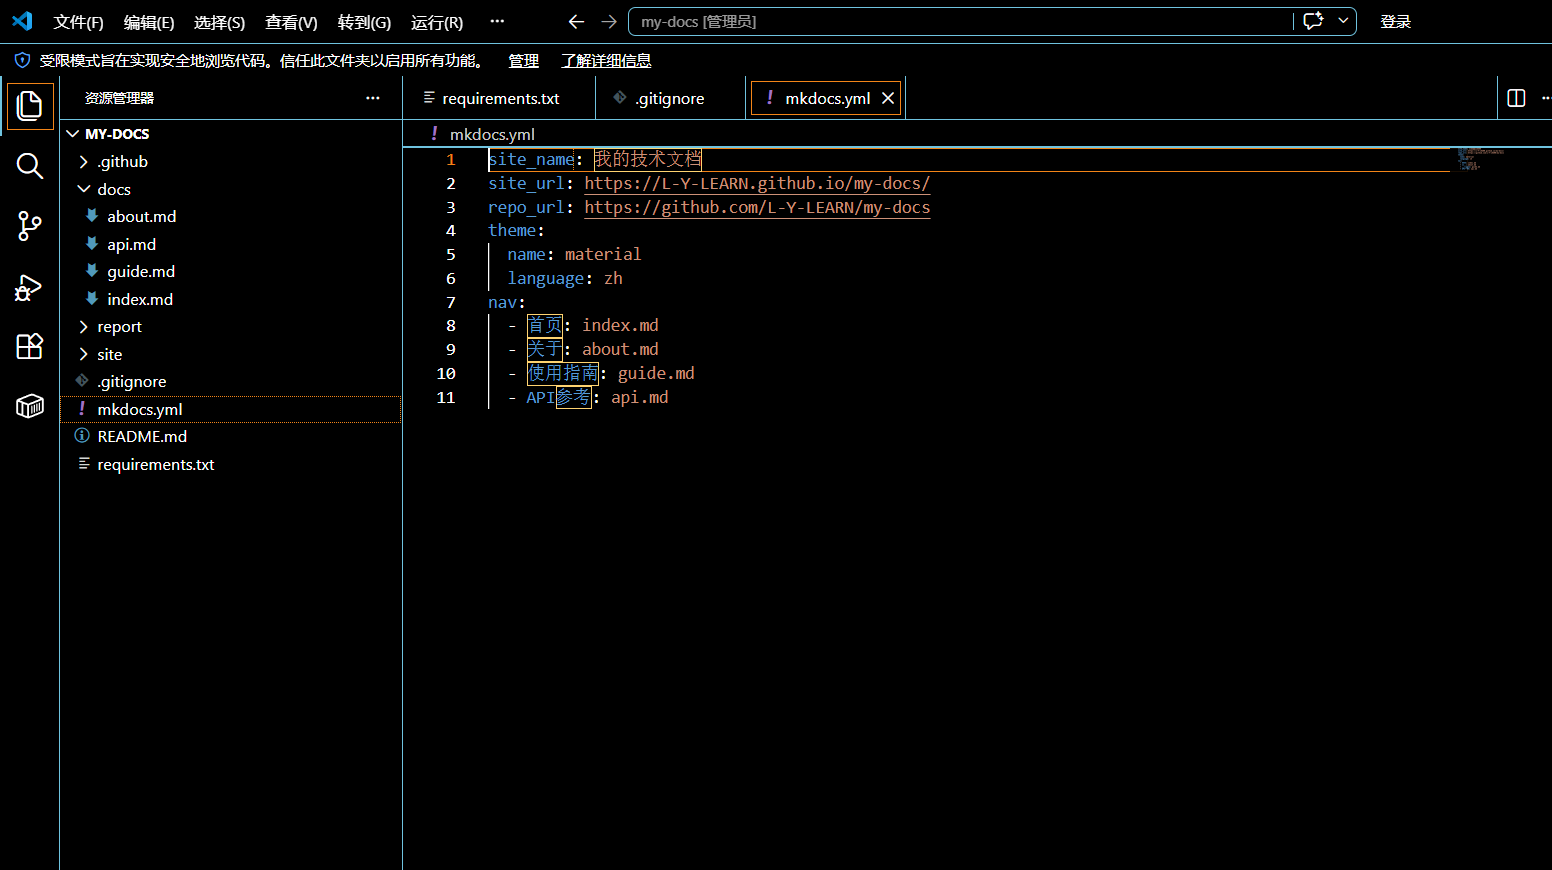 文件(F) 编辑(E) 选择(S) 查看(V) 转到(G) 运行(R) ··· my-docs [管理员] 登录
受限模式旨在实现安全地浏览代码。信任此文件夹以启用所有功能。 管理 了解详细信息
资源管理器 ···
MY-DOCS
.github
docs
about.md
api.md
guide.md
index.md
report
site
.gitignore
mkdocs.yml
README.md
requirements.txt
requirements.txt .gitignore ! mkdocs.yml
! mkdocs.yml
1 site_name: 我的技术文档
2 site_url: https://L-Y-LEARN.github.io/my-docs/
3 repo_url: https://github.com/L-Y-LEARN/my-docs
4 theme:
5 name: material
6 language: zh
7 nav:
8 - 首页: index.md
9 - 关于: about.md
10 - 使用指南: guide.md
11 - API参考: api.md